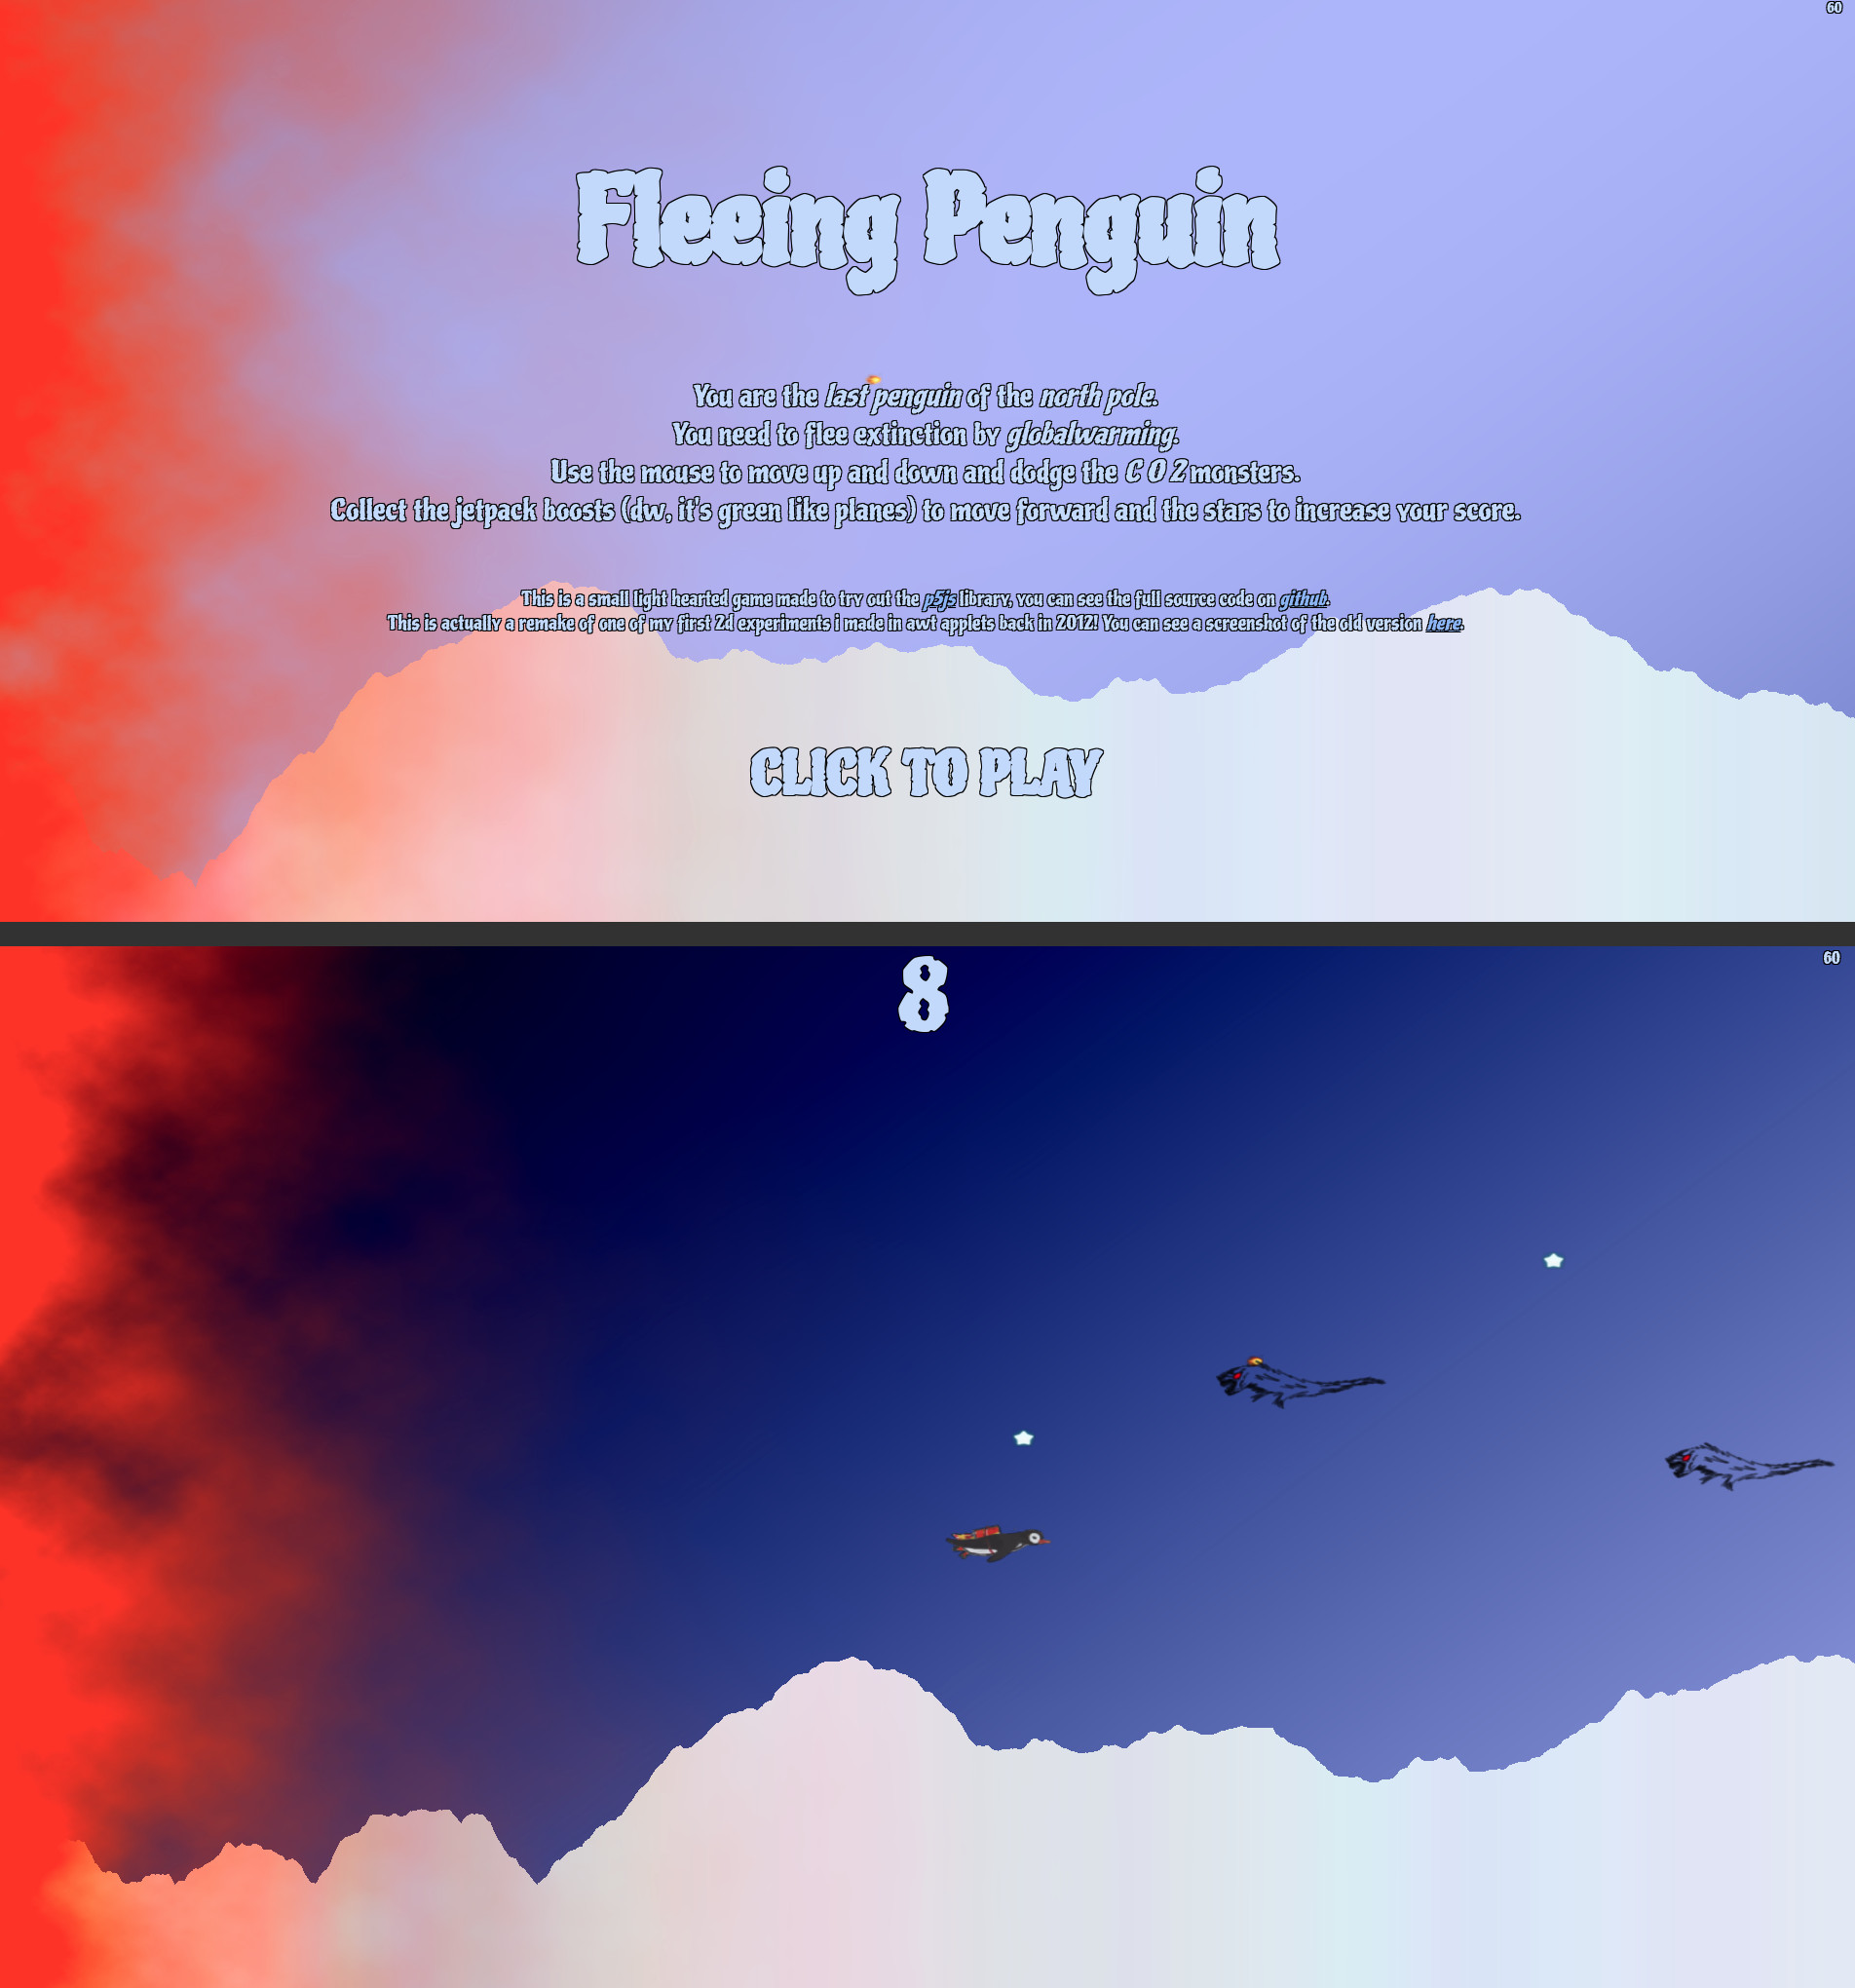 60
Fleeing Penguin
You are the last penguin of the north pole.
You need to flee extinction by globalwarming.
Use the mouse to move up and down and dodge the C O 2 monsters.
Collect the jetpack boosts (dw, it's green like planes) to move forward and the stars to increase your score.
This is a small light hearted game made to try out the p5js library, you can see the full source code on github.
This is actually a remake of one of my first 2d experiments i made in awt applets back in 2012! You can see a screenshot of the old version here.
CLICK TO PLAY
8
60